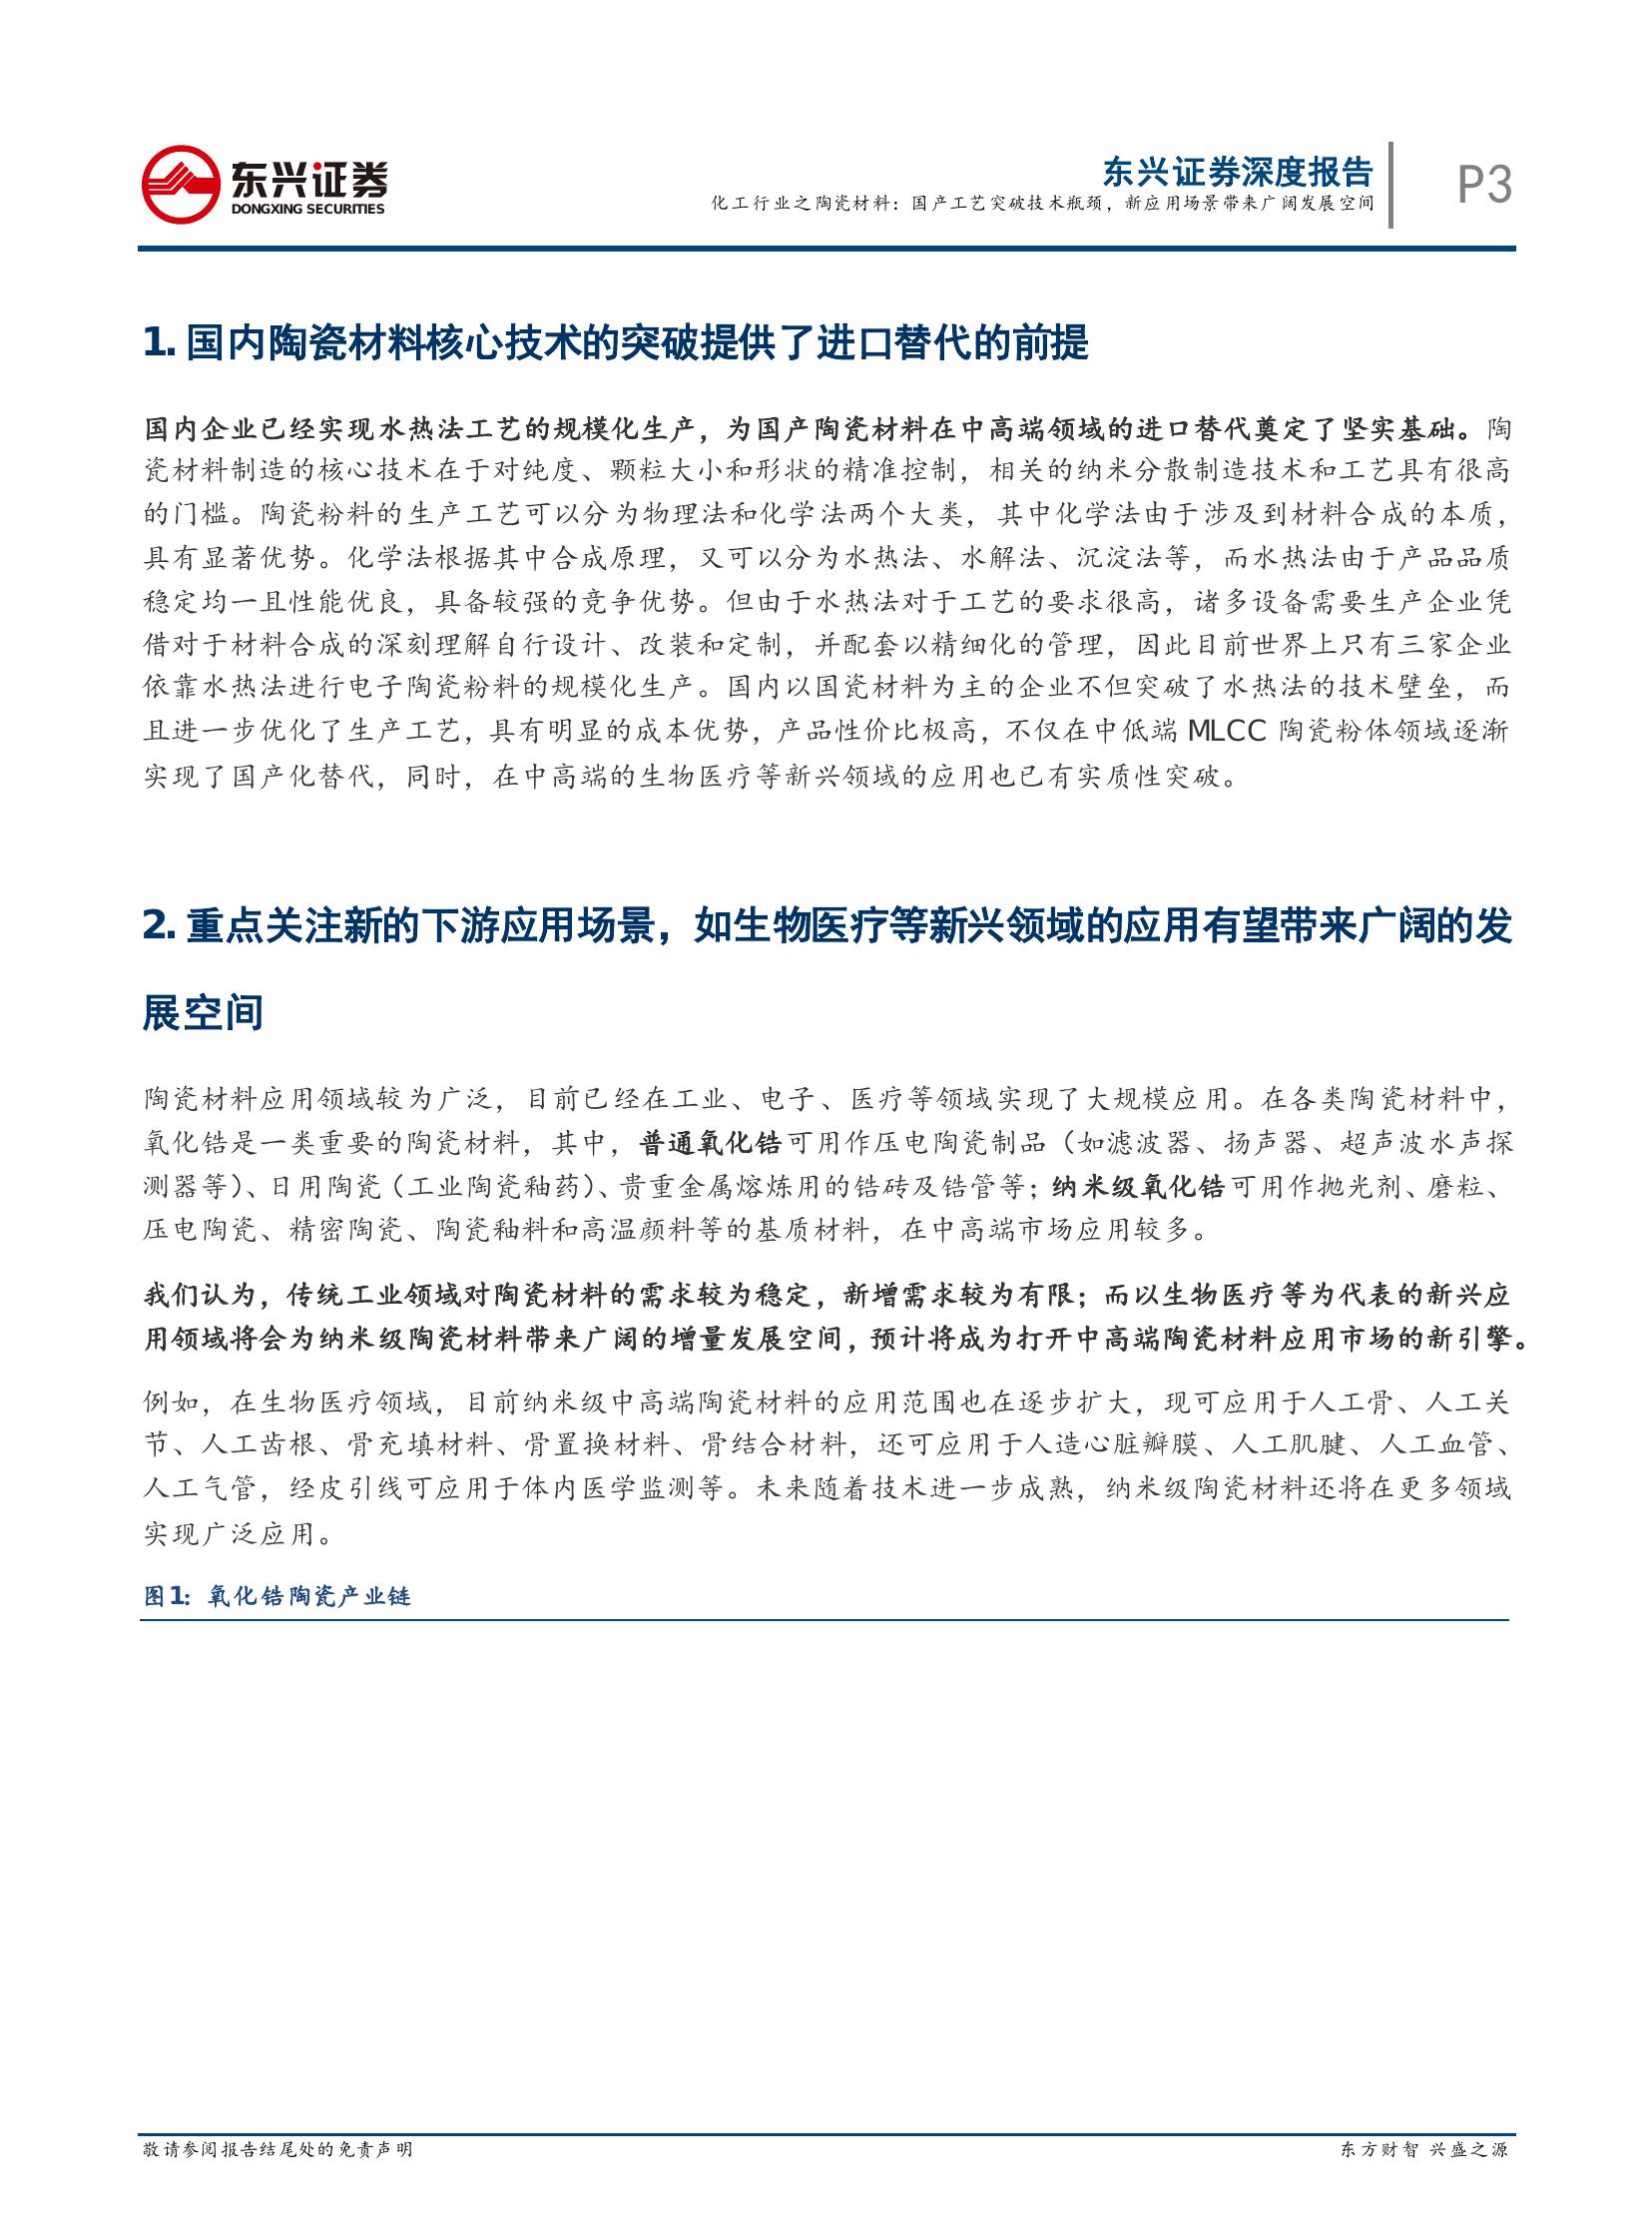 东兴证券
DONGXING SECURITIES
东兴证券深度报告
化工行业之陶瓷材料：国产工艺突破技术瓶颈，新应用场景带来广阔发展空间
P3
1. 国内陶瓷材料核心技术的突破提供了进口替代的前提
国内企业已经实现水热法工艺的规模化生产，为国产陶瓷材料在中高端领域的进口替代奠定了坚实基础。陶
瓷材料制造的核心技术在于对纯度、颗粒大小和形状的精准控制，相关的纳米分散制造技术和工艺具有很高
的门槛。陶瓷粉料的生产工艺可以分为物理法和化学法两个大类，其中化学法由于涉及到材料合成的本质，
具有显著优势。化学法根据其中合成原理，又可以分为水热法、水解法、沉淀法等，而水热法由于产品品质
稳定均一且性能优良，具备较强的竞争优势。但由于水热法对于工艺的要求很高，诸多设备需要生产企业凭
借对于材料合成的深刻理解自行设计、改装和定制，并配套以精细化的管理，因此目前世界上只有三家企业
依靠水热法进行电子陶瓷粉料的规模化生产。国内以国瓷材料为主的企业不但突破了水热法的技术壁垒，而
且进一步优化了生产工艺，具有明显的成本优势，产品性价比极高，不仅在中低端 MLCC 陶瓷粉体领域逐渐
实现了国产化替代，同时，在中高端的生物医疗等新兴领域的应用也已有实质性突破。
2. 重点关注新的下游应用场景，如生物医疗等新兴领域的应用有望带来广阔的发
展空间
陶瓷材料应用领域较为广泛，目前已经在工业、电子、医疗等领域实现了大规模应用。在各类陶瓷材料中，
氧化锆是一类重要的陶瓷材料，其中，普通氧化锆可用作压电陶瓷制品（如滤波器、扬声器、超声波水声探
测器等）、日用陶瓷（工业陶瓷釉药）、贵重金属熔炼用的锆砖及锆管等；纳米级氧化锆可用作抛光剂、磨粒、
压电陶瓷、精密陶瓷、陶瓷釉料和高温颜料等的基质材料，在中高端市场应用较多。
我们认为，传统工业领域对陶瓷材料的需求较为稳定，新增需求较为有限；而以生物医疗等为代表的新兴应
用领域将会为纳米级陶瓷材料带来广阔的增量发展空间，预计将成为打开中高端陶瓷材料应用市场的新引擎。
例如，在生物医疗领域，目前纳米级中高端陶瓷材料的应用范围也在逐步扩大，现可应用于人工骨、人工关
节、人工齿根、骨充填材料、骨置换材料、骨结合材料，还可应用于人造心脏瓣膜、人工肌腱、人工血管、
人工气管，经皮引线可应用于体内医学监测等。未来随着技术进一步成熟，纳米级陶瓷材料还将在更多领域
实现广泛应用。
图1：氧化锆陶瓷产业链
敬请参阅报告结尾处的免责声明
东方财智 兴盛之源